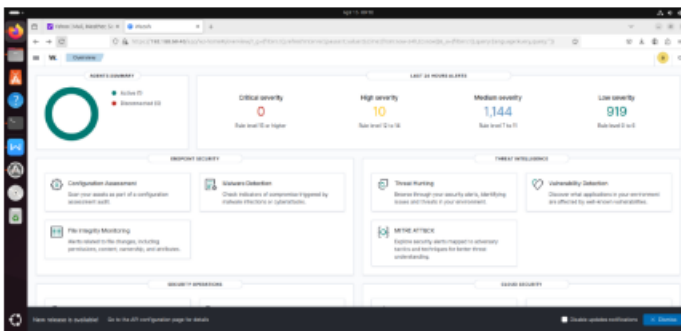 Wazuh
W. Overview
AGENTS SUMMARY
Active (1)
Disconnected (0)
LAST 24 HOURS ALERTS
Critical severity
0
Rule level 15 or higher
High severity
10
Rule level 12 to 14
Medium severity
1,144
Rule level 7 to 11
Low severity
919
Rule level 0 to 6
ENDPOINT SECURITY
Configuration Assessment
Scan your assets as part of a configuration
assessment audit.
Malware Detection
Check indicators of compromise triggered by
malware infections or cyberattacks.
File Integrity Monitoring
Alerts related to file changes, including
permissions, content, ownership, and attributes.
THREAT INTELLIGENCE
Threat Hunting
Browse through your security alerts, identifying
issues and threats in your environment.
Vulnerability Detection
Discover what applications in your environment
are affected by well-known vulnerabilities.
MITRE ATT&CK
Explore security alerts mapped to adversary
tactics and techniques for better threat
understanding.
SECURITY OPERATIONS
CLOUD SECURITY
New release is available!
Go to the API configuration page for details
Disable updates notifications
Dismiss